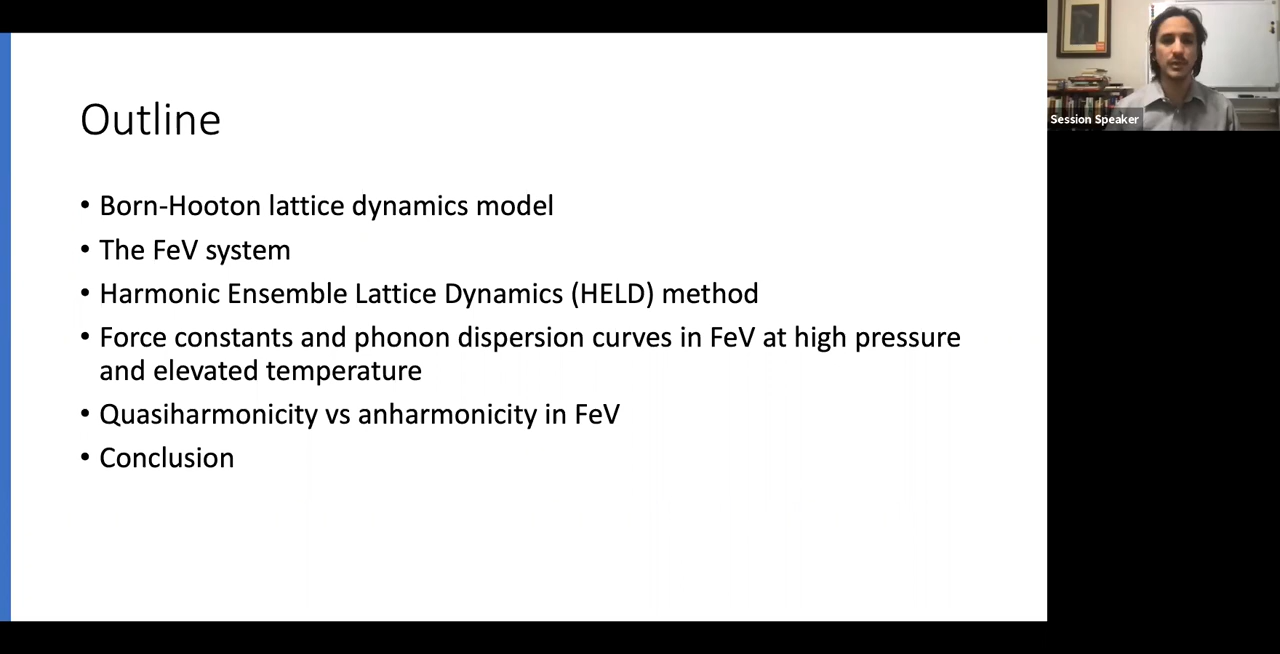 Outline
• Born-Hooton lattice dynamics model
• The FeV system
• Harmonic Ensemble Lattice Dynamics (HELD) method
• Force constants and phonon dispersion curves in FeV at high pressure
and elevated temperature
• Quasiharmonicity vs anharmonicity in FeV
• Conclusion
Session Speaker